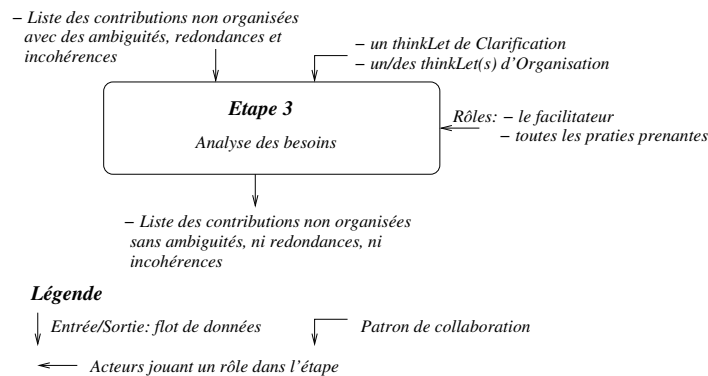 − Liste des contributions non organisées
avec des ambiguités, redondances et
incohérences
− un thinkLet de Clarification
− un/des thinkLet(s) d'Organisation
Etape 3
Analyse des besoins
Rôles: − le facilitateur
− toutes les praties prenantes
− Liste des contributions non organisées
sans ambiguités, ni redondances, ni
incohérences
Légende
Entrée/Sortie: flot de données
Patron de collaboration
Acteurs jouant un rôle dans l'étape